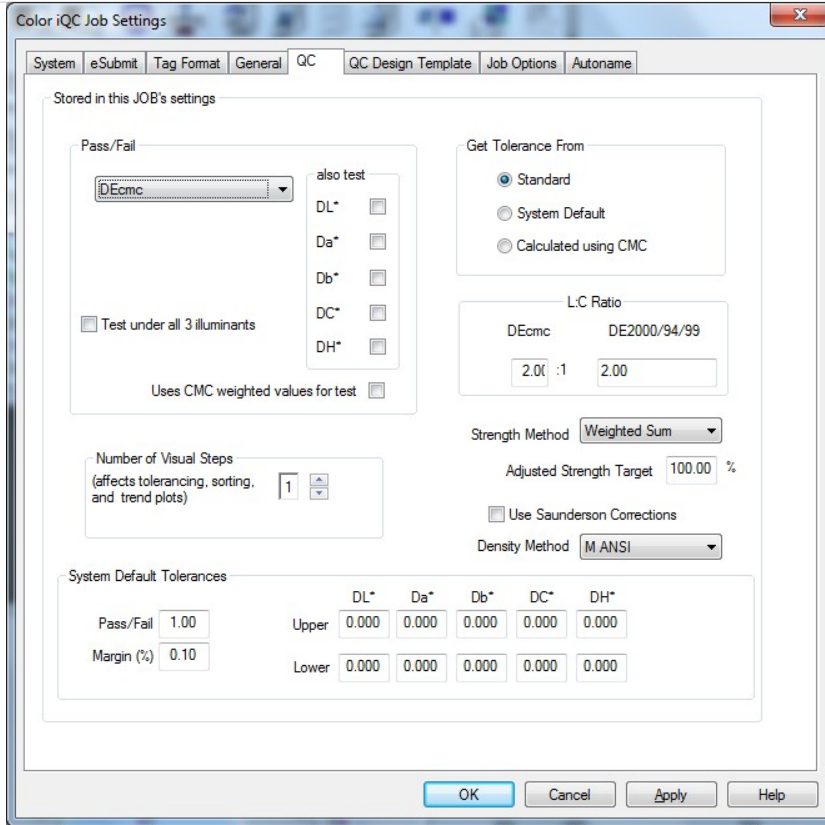 Color iQC Job Settings
x
System eSubmit Tag Format General QC QC Design Template Job Options Autoname
Stored in this JOB's settings
Pass/Fail
DEcmc
also test
DL*
Da*
Db*
DC*
DH*
Test under all 3 illuminants
Uses CMC weighted values for test
Get Tolerance From
Standard
System Default
Calculated using CMC
L:C Ratio
DEcmc DE2000/94/99
2.0( :1 2.00
Number of Visual Steps
(affects tolerancing, sorting,
and trend plots)
1
Strength Method Weighted Sum
Adjusted Strength Target 100.00 %
Use Saunderson Corrections
Density Method M ANSI
System Default Tolerances
DL* Da* Db* DC* DH*
Pass/Fail 1.00 Upper 0.000 0.000 0.000 0.000 0.000
Margin (%) 0.10
Lower 0.000 0.000 0.000 0.000 0.000
OK Cancel Apply Help